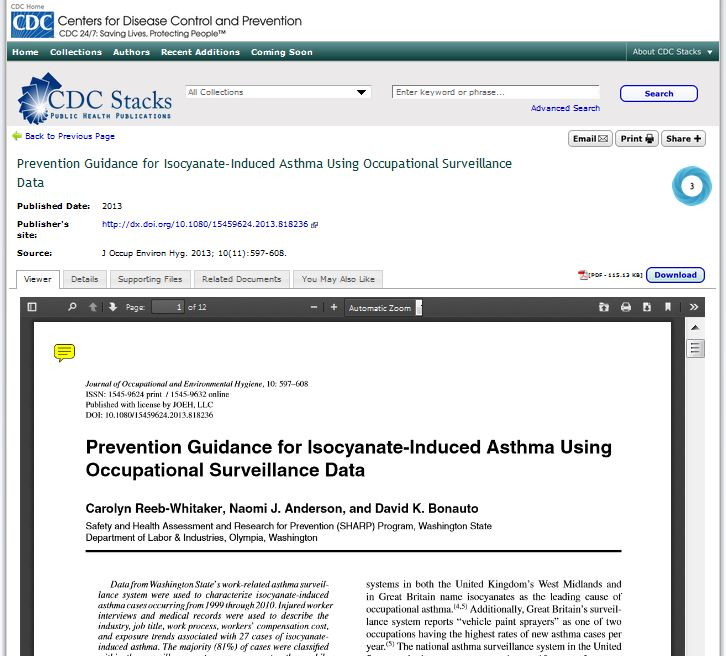 CDC Home
CDC Centers for Disease Control and Prevention
CDC 24/7: Saving Lives, Protecting People™
Home Collections Authors Recent Additions Coming Soon About CDC Stacks
CDC Stacks
PUBLIC HEALTH PUBLICATIONS
All Collections Enter keyword or phrase... Search
Advanced Search
Back to Previous Page Email Print Share +
Prevention Guidance for Isocyanate-Induced Asthma Using Occupational Surveillance
Data
3
Published Date: 2013
Publisher's http://dx.doi.org/10.1080/15459624.2013.818236
site:
Source: J Occup Environ Hyg. 2013; 10(11):597-608.
Viewer Details Supporting Files Related Documents You May Also Like [PDF - 115.13 KB] Download
Page: 1 of 12 − + Automatic Zoom »
Journal of Occupational and Environmental Hygiene, 10: 597–608
ISSN: 1545-9624 print / 1545-9632 online
Published with license by JOEH, LLC
DOI: 10.1080/15459624.2013.818236
Prevention Guidance for Isocyanate-Induced Asthma Using
Occupational Surveillance Data
Carolyn Reeb-Whitaker, Naomi J. Anderson, and David K. Bonauto
Safety and Health Assessment and Research for Prevention (SHARP) Program, Washington State
Department of Labor & Industries, Olympia, Washington
Data from Washington State's work-related asthma surveil-
lance system were used to characterize isocyanate-induced
asthma cases occurring from 1999 through 2010. Injured worker
interviews and medical records were used to describe the
industry, job title, work process, workers' compensation cost,
and exposure trends associated with 27 cases of isocyanate-
induced asthma. The majority (81%) of cases were classified
systems in both the United Kingdom's West Midlands and
in Great Britain name isocyanates as the leading cause of
occupational asthma.(4,5) Additionally, Great Britain's surveil-
lance system reports “vehicle paint sprayers” as one of two
occupations having the highest rates of new asthma cases per
year.(5) The national asthma surveillance system in the United